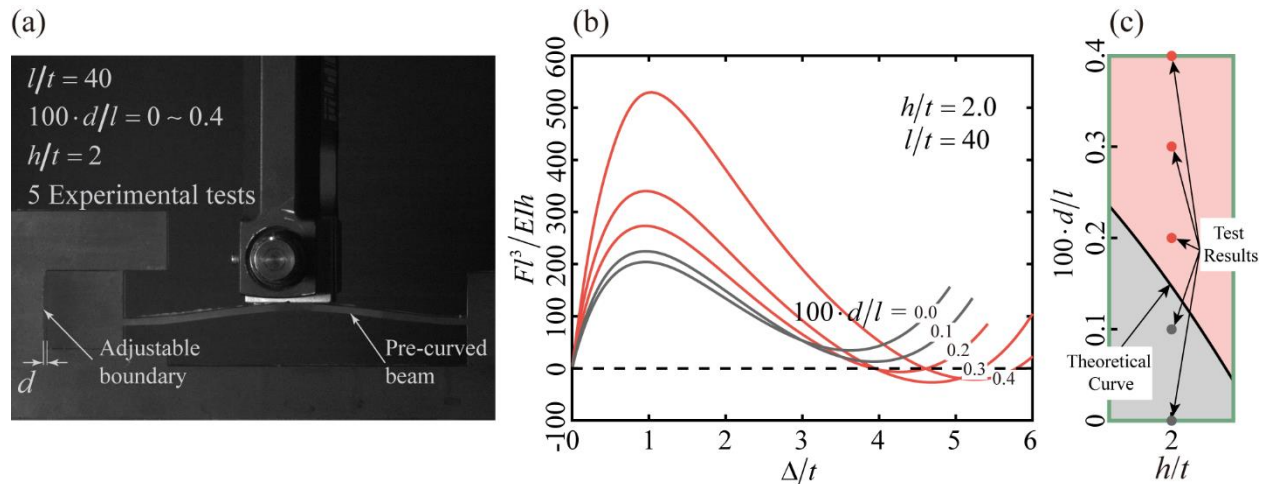 (a)
l/t = 40
100·d/l = 0 ~ 0.4
h/t = 2
5 Experimental tests
d
Adjustable
boundary
Pre-curved
beam
(b)
Fl³/EIh
600
500
400
300
200
100
0
-100
h/t = 2.0
l/t = 40
100·d/l = 0.0
0.1
0.2
0.3
0.4
-0 1 2 3 4 5 6
Δ/t
(c)
100·d/l
0.4
0.3
0.2
0.1
0
Test
Results
Theoretical
Curve
2
h/t